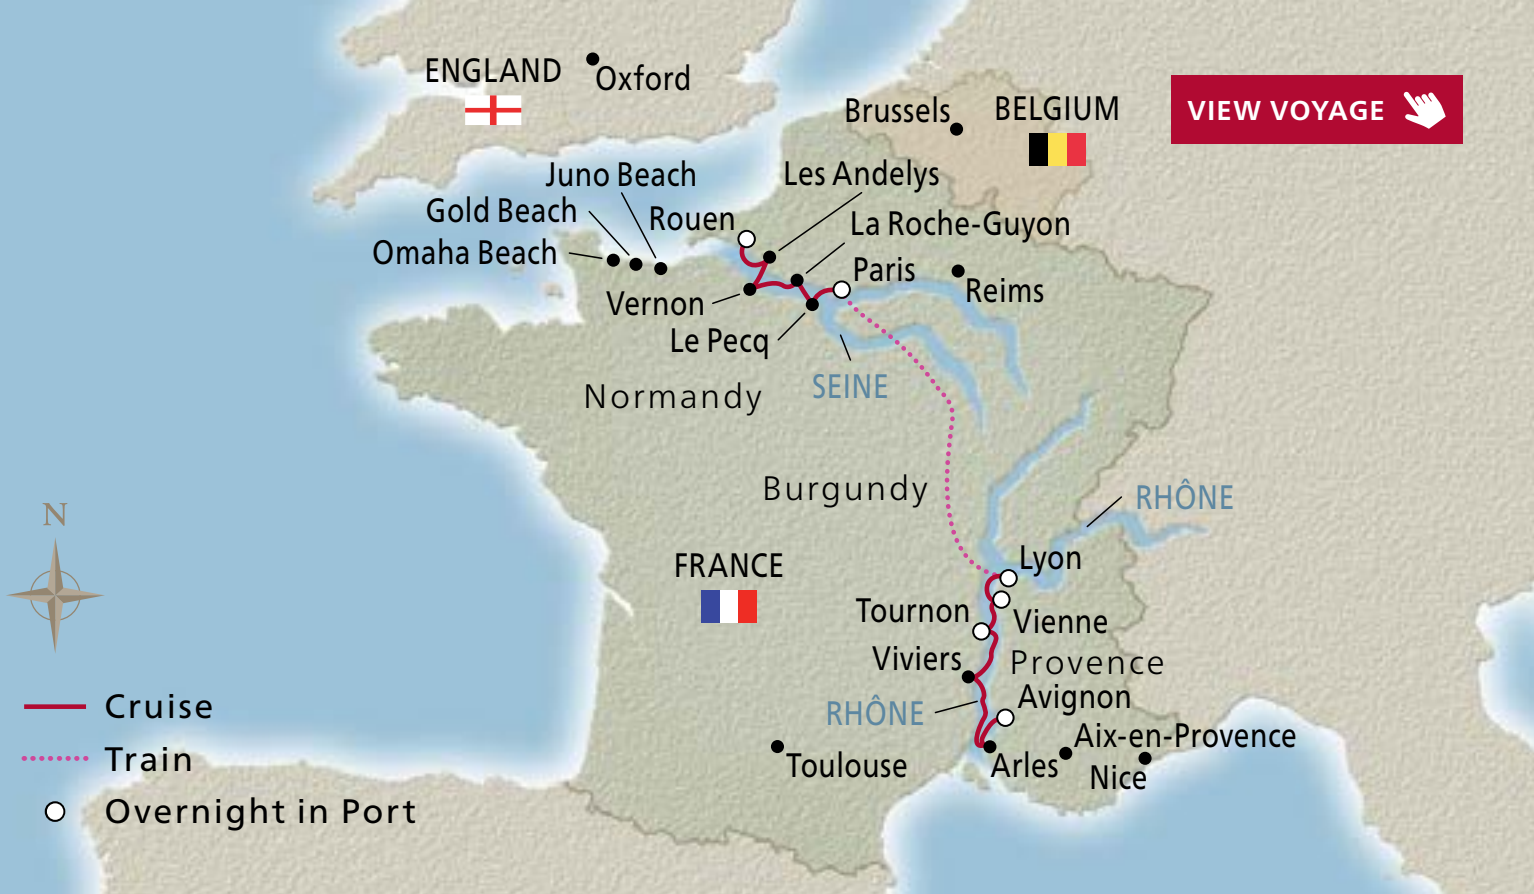 ENGLAND
Oxford
Brussels
BELGIUM
VIEW VOYAGE
Juno Beach
Les Andelys
Gold Beach
Rouen
La Roche-Guyon
Omaha Beach
Paris
Reims
Vernon
Le Pecq
SEINE
Normandy
Burgundy
RHÔNE
N
FRANCE
Lyon
Tournon
Vienne
Viviers
Provence
Avignon
RHÔNE
Cruise
Aix-en-Provence
Train
Toulouse
Arles
Nice
Overnight in Port